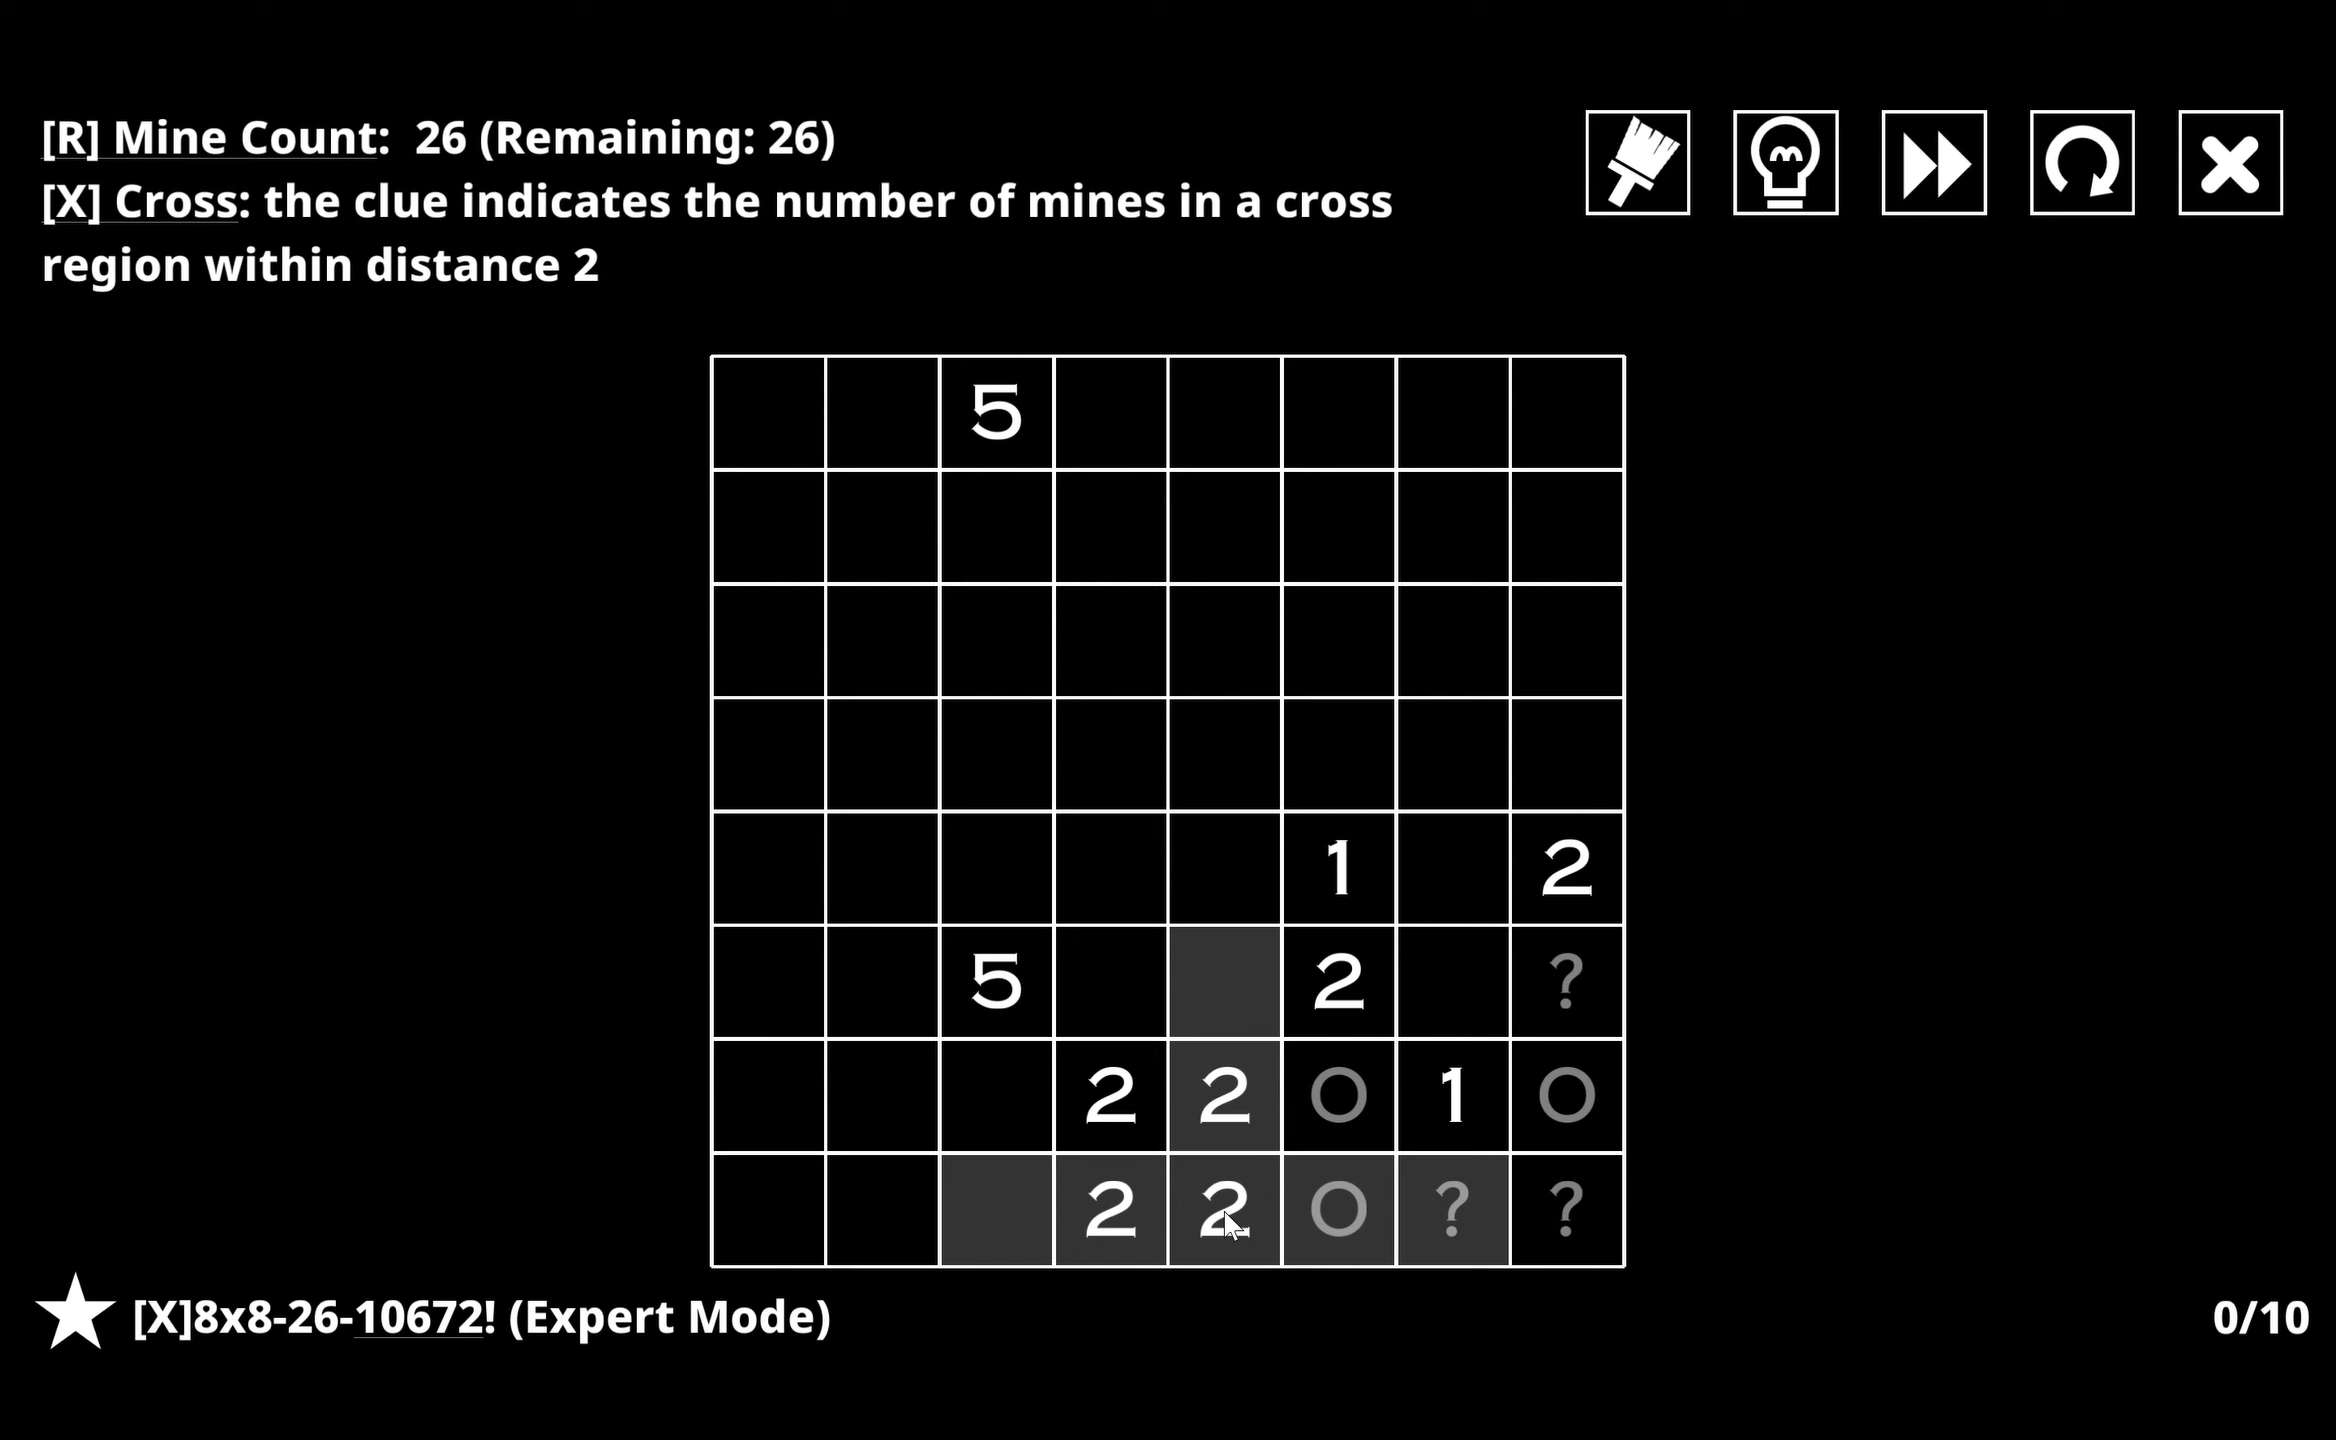 [R] Mine Count: 26 (Remaining: 26)
[X] Cross: the clue indicates the number of mines in a cross
region within distance 2
5
1 2
5 2 ?
2 2 O 1 O
2 2 O ? ?
[X]8x8-26-10672! (Expert Mode)
0/10